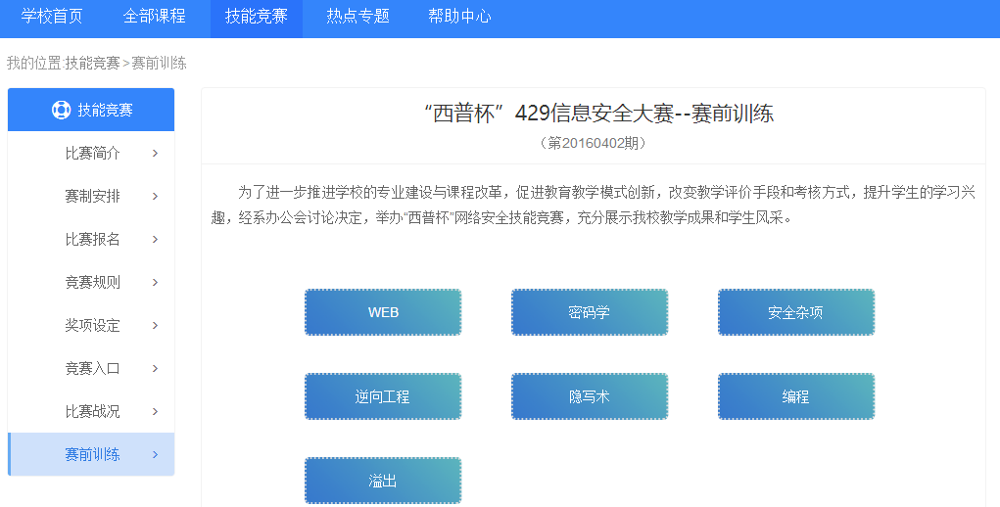 学校首页 全部课程 技能竞赛 热点专题 帮助中心
我的位置:技能竞赛>赛前训练
技能竞赛
比赛简介 >
赛制安排 >
比赛报名 >
竞赛规则 >
奖项设定 >
竞赛入口 >
比赛战况 >
赛前训练 >
“西普杯”429信息安全大赛--赛前训练
（第20160402期）
为了进一步推进学校的专业建设与课程改革，促进教育教学模式创新，改变教学评价手段和考核方式，提升学生的学习兴
趣，经系办公会讨论决定，举办“西普杯”网络安全技能竞赛，充分展示我校教学成果和学生风采。
WEB 密码学 安全杂项
逆向工程 隐写术 编程
溢出